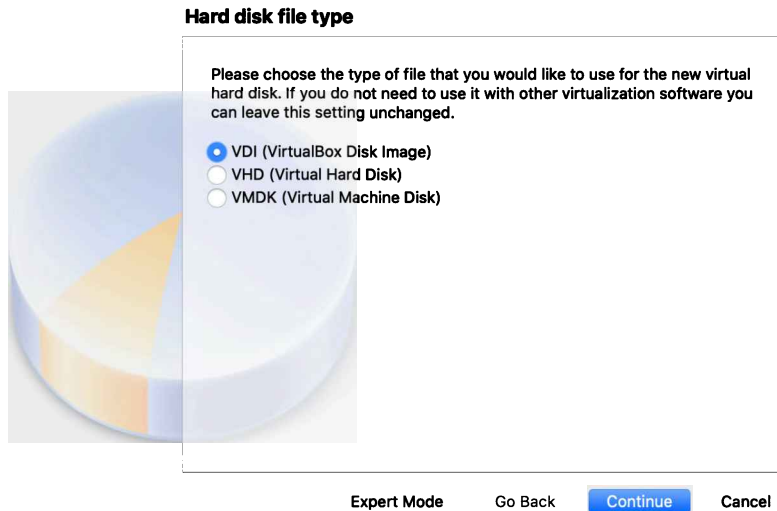 Hard disk file type
Please choose the type of file that you would like to use for the new virtual
hard disk. If you do not need to use it with other virtualization software you
can leave this setting unchanged.
VDI (VirtualBox Disk Image)
VHD (Virtual Hard Disk)
VMDK (Virtual Machine Disk)
Expert Mode Go Back Continue Cancel